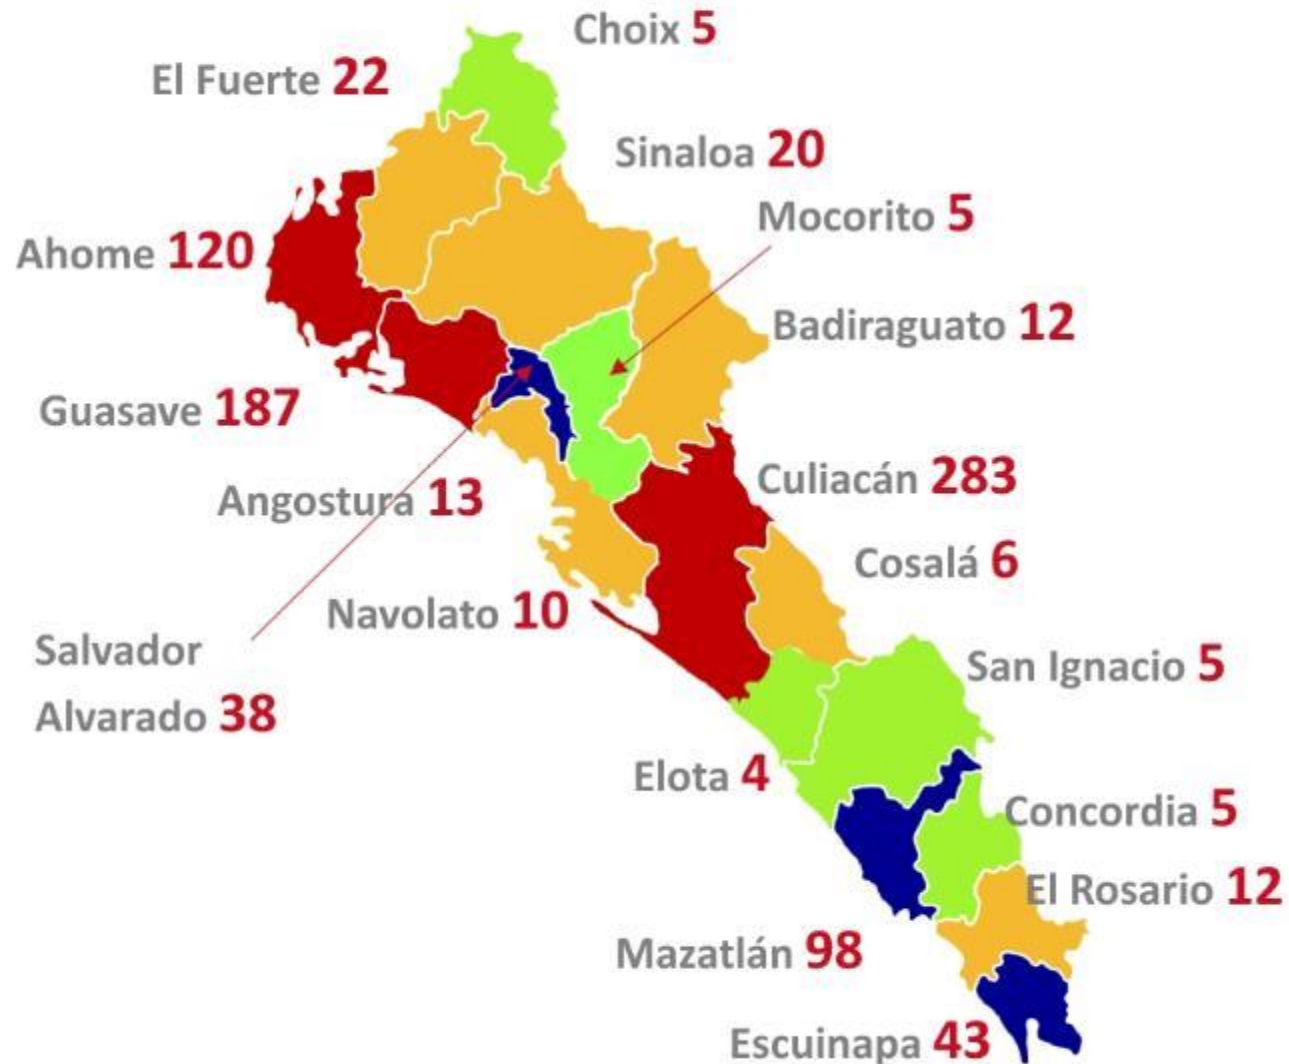 Choix 5
El Fuerte 22
Sinaloa 20
Mocorito 5
Ahome 120
Badiraguato 12
Guasave 187
Culiacán 283
Angostura 13
Cosalá 6
Navolato 10
Salvador
Alvarado 38
San Ignacio 5
Elota 4
Concordia 5
El Rosario 12
Mazatlán 98
Escuinapa 43